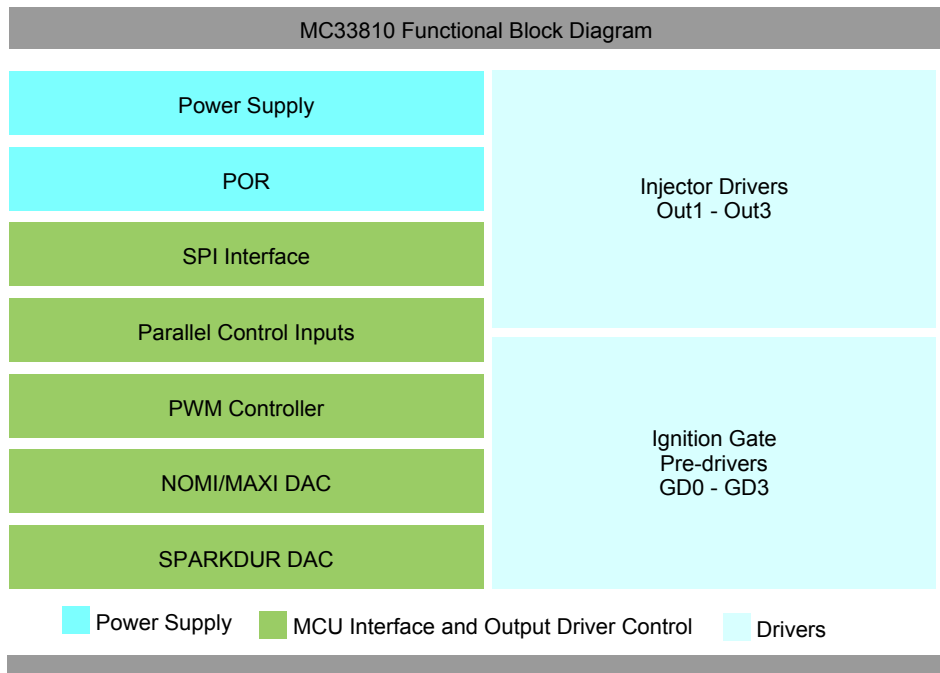 MC33810 Functional Block Diagram
Power Supply
POR
SPI Interface
Parallel Control Inputs
PWM Controller
NOMI/MAXI DAC
SPARKDUR DAC
Injector Drivers
Out1 - Out3
Ignition Gate
Pre-drivers
GD0 - GD3
Power Supply
MCU Interface and Output Driver Control
Drivers